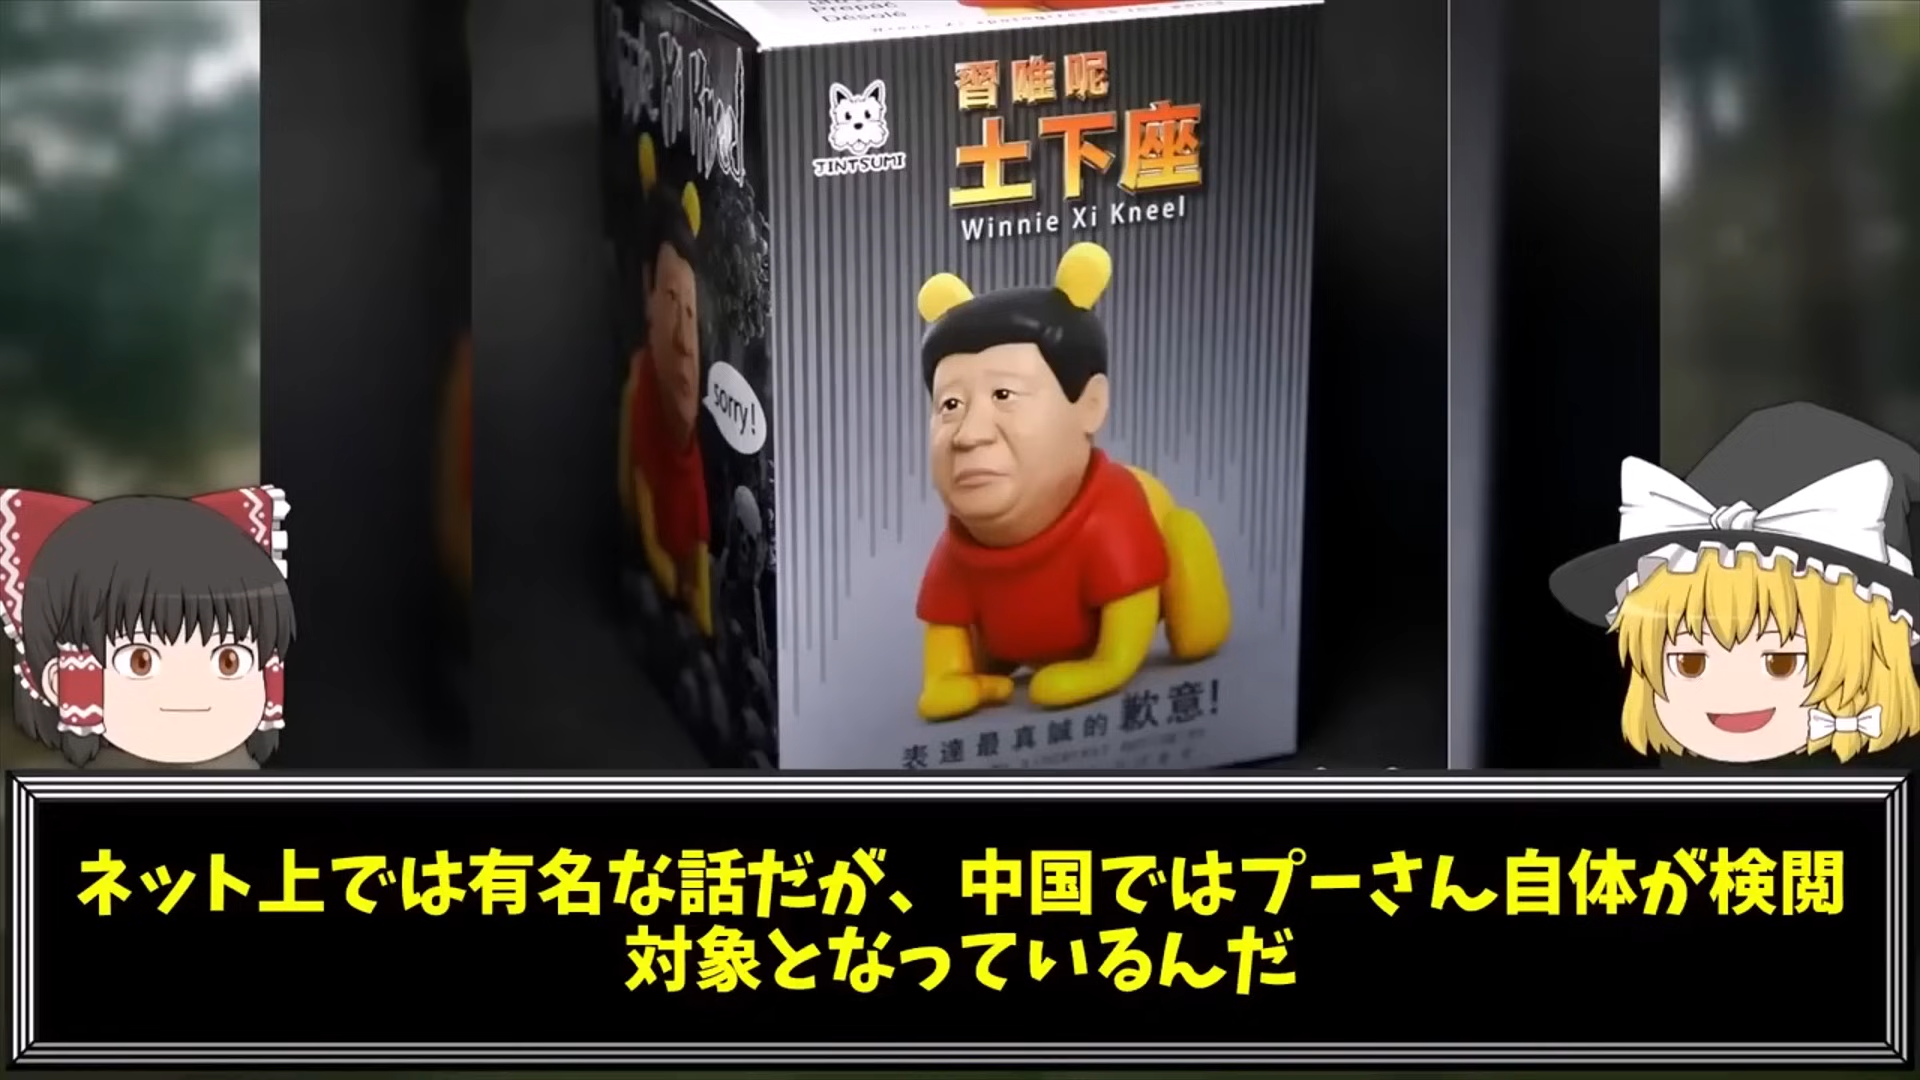 Prepáč
Désolé
習唯呢
土下座
JINTSUMI
Winnie Xi Kneel
sorry!
表達最真誠的歉意!
ネット上では有名な話だが、中国ではプーさん自体が検閲
対象となっているんだ